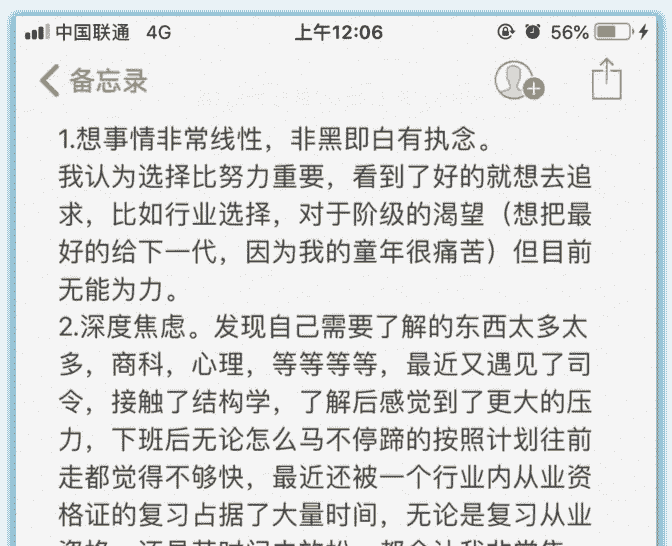 中国联通 4G 上午12:06 56%
备忘录
1.想事情非常线性，非黑即白有执念。
我认为选择比努力重要，看到了好的就想去追
求，比如行业选择，对于阶级的渴望（想把最
好的给下一代，因为我的童年很痛苦）但目前
无能为力。
2.深度焦虑。发现自己需要了解的东西太多太
多，商科，心理，等等等等，最近又遇见了司
令，接触了结构学，了解后感觉到了更大的压
力，下班后无论怎么马不停蹄的按照计划往前
走都觉得不够快，最近还被一个行业内从业资
格证的复习占据了大量时间，无论是复习从业